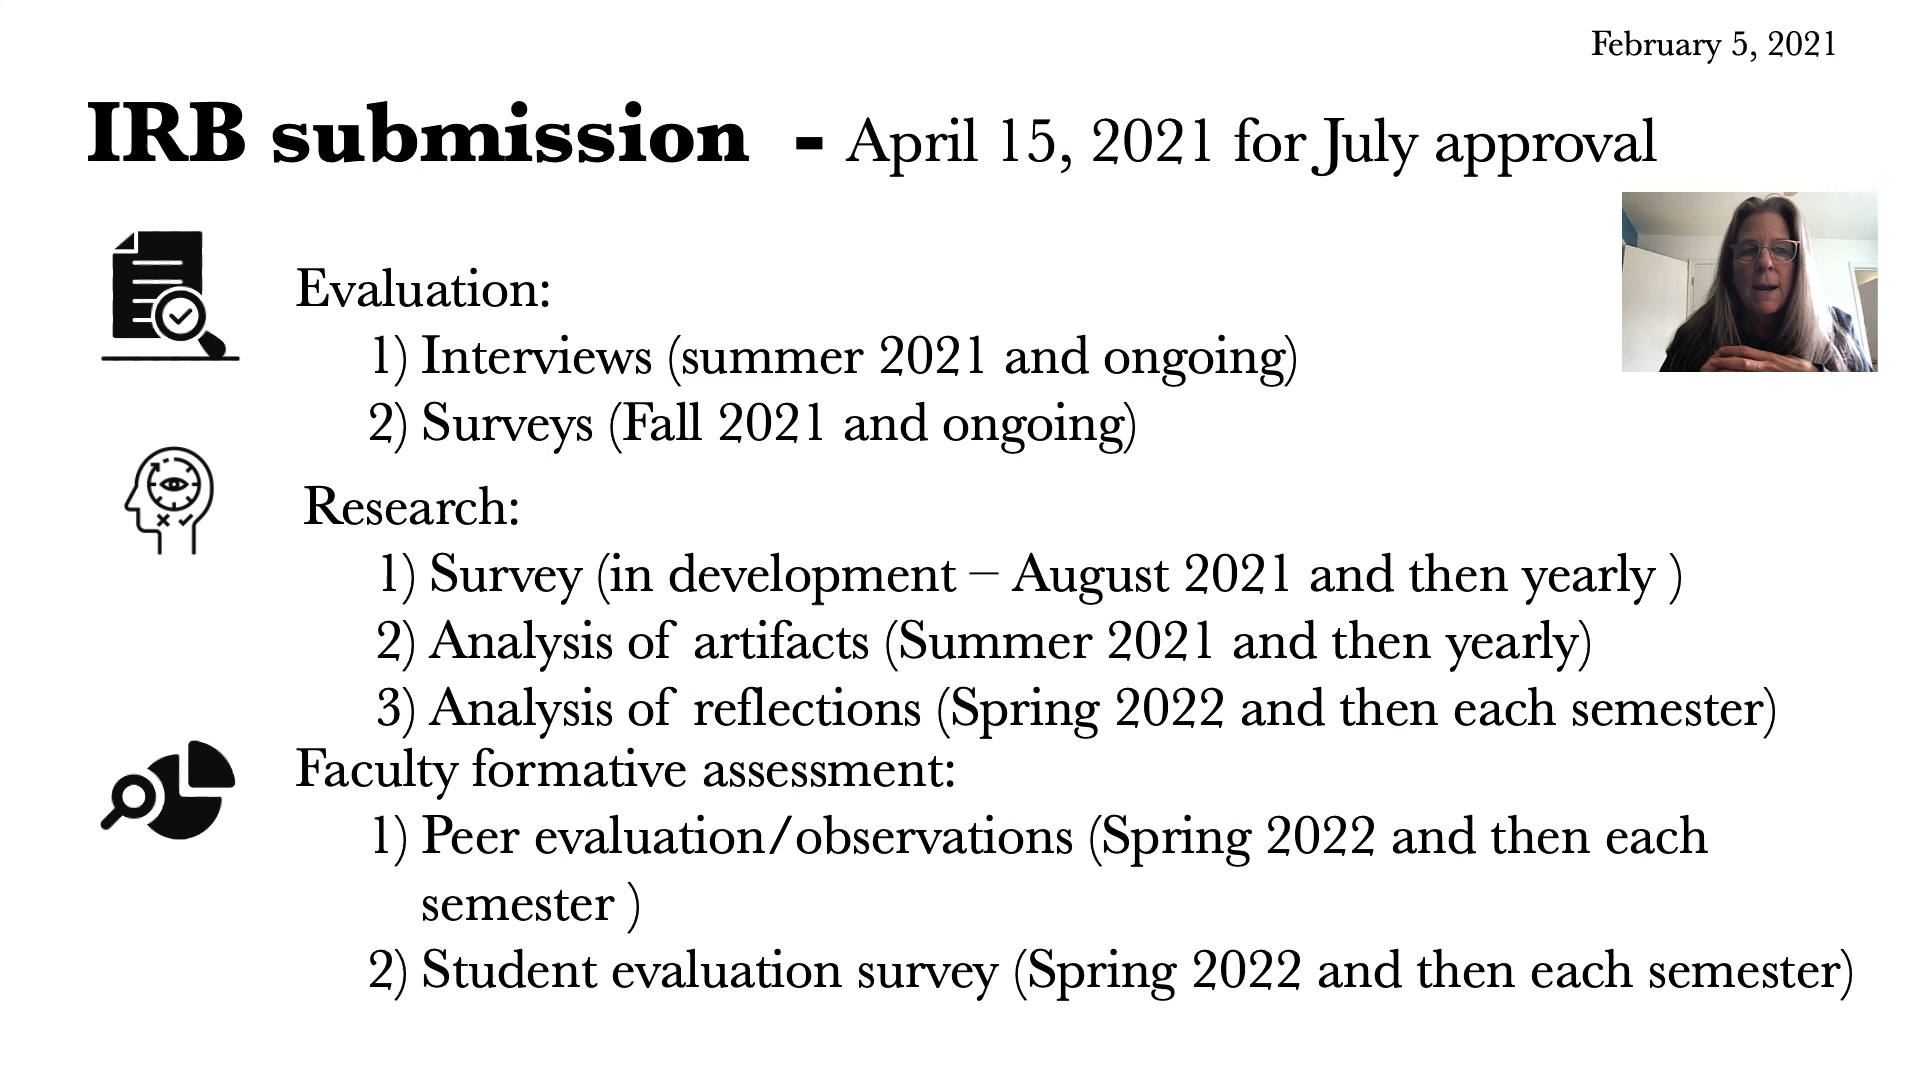 February 5, 2021
IRB submission - April 15, 2021 for July approval
Evaluation:
1) Interviews (summer 2021 and ongoing)
2) Surveys (Fall 2021 and ongoing)
Research:
1) Survey (in development – August 2021 and then yearly )
2) Analysis of artifacts (Summer 2021 and then yearly)
3) Analysis of reflections (Spring 2022 and then each semester)
Faculty formative assessment:
1) Peer evaluation/observations (Spring 2022 and then each
semester )
2) Student evaluation survey (Spring 2022 and then each semester)